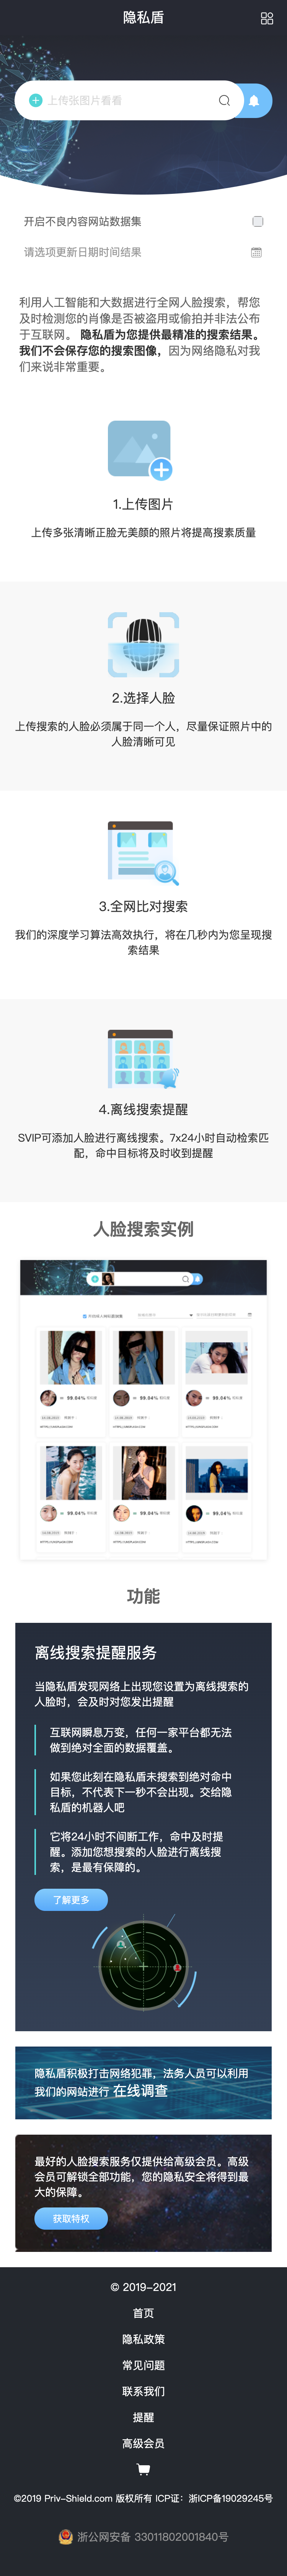 隐私盾
上传张图片看看
开启不良内容网站数据集
请选项更新日期时间结果
利用人工智能和大数据进行全网人脸搜索，帮您
及时检测您的肖像是否被盗用或偷拍并非法公布
于互联网。 隐私盾为您提供最精准的搜索结果。
我们不会保存您的搜索图像，因为网络隐私对我
们来说非常重要。
1.上传图片
上传多张清晰正脸无美颜的照片将提高搜素质量
2.选择人脸
上传搜索的人脸必须属于同一个人，尽量保证照片中的
人脸清晰可见
3.全网比对搜索
我们的深度学习算法高效执行，将在几秒内为您呈现搜
索结果
4.离线搜索提醒
SVIP可添加人脸进行离线搜索。7x24小时自动检索匹
配，命中目标将及时收到提醒
人脸搜索实例
99.04%
99.04%
99.04%
99.04%
99.04%
99.04%
功能
离线搜索提醒服务
当隐私盾发现网络上出现您设置为离线搜索的
人脸时，会及时对您发出提醒
互联网瞬息万变，任何一家平台都无法
做到绝对全面的数据覆盖。
如果您此刻在隐私盾未搜索到绝对命中
目标，不代表下一秒不会出现。交给隐
私盾的机器人吧
它将24小时不间断工作，命中及时提
醒。添加您想搜索的人脸进行离线搜
索，是最有保障的。
了解更多
隐私盾积极打击网络犯罪，法务人员可以利用
我们的网站进行 在线调查
最好的人脸搜索服务仅提供给高级会员。高级
会员可解锁全部功能，您的隐私安全将得到最
大的保障。
获取特权
© 2019-2021
首页
隐私政策
常见问题
联系我们
提醒
高级会员
©2019 Priv-Shield.com 版权所有 ICP证：浙ICP备19029245号
浙公网安备 33011802001840号